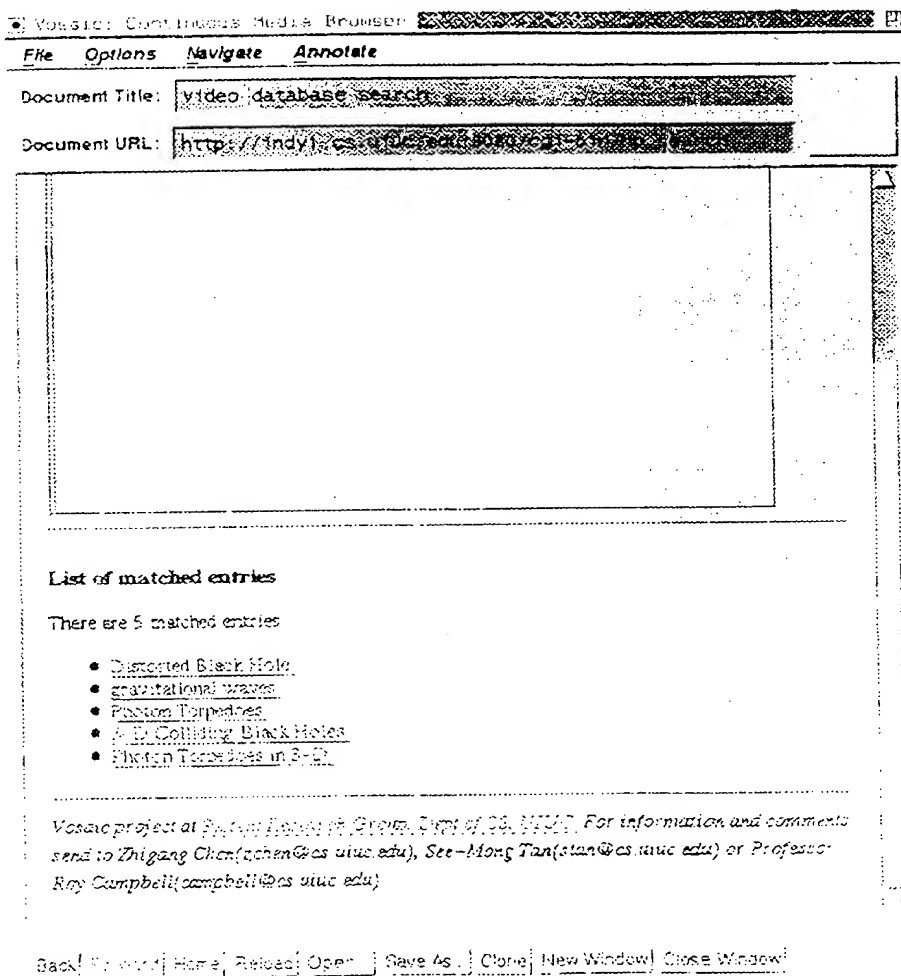 Vosaic: Continuous Media Browser
File Options Navigate Annotate
Document Title: video database search
Document URL:
List of matched entries
There are 5 matched entries
Distorted Black Hole
gravitational waves
Photon Torpedoes
Colliding Black Holes
Photon Torpedoes in 3-D
Vosaic project at For information and comments
send to Zhigang Chen(zchen@cs.uiuc.edu), See-Mong Tan(stan@cs.uiuc.edu) or Professor
Roy Campbell(campbell@cs.uiuc.edu)
Back Forward Home Reload Open... Save As... Clone New Window Close Window